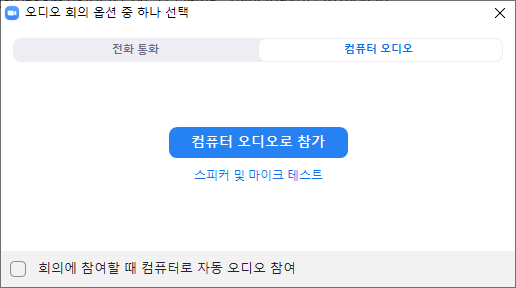 오디오 회의 옵션 중 하나 선택
전화 통화
컴퓨터 오디오
컴퓨터 오디오로 참가
스피커 및 마이크 테스트
회의에 참여할 때 컴퓨터로 자동 오디오 참여